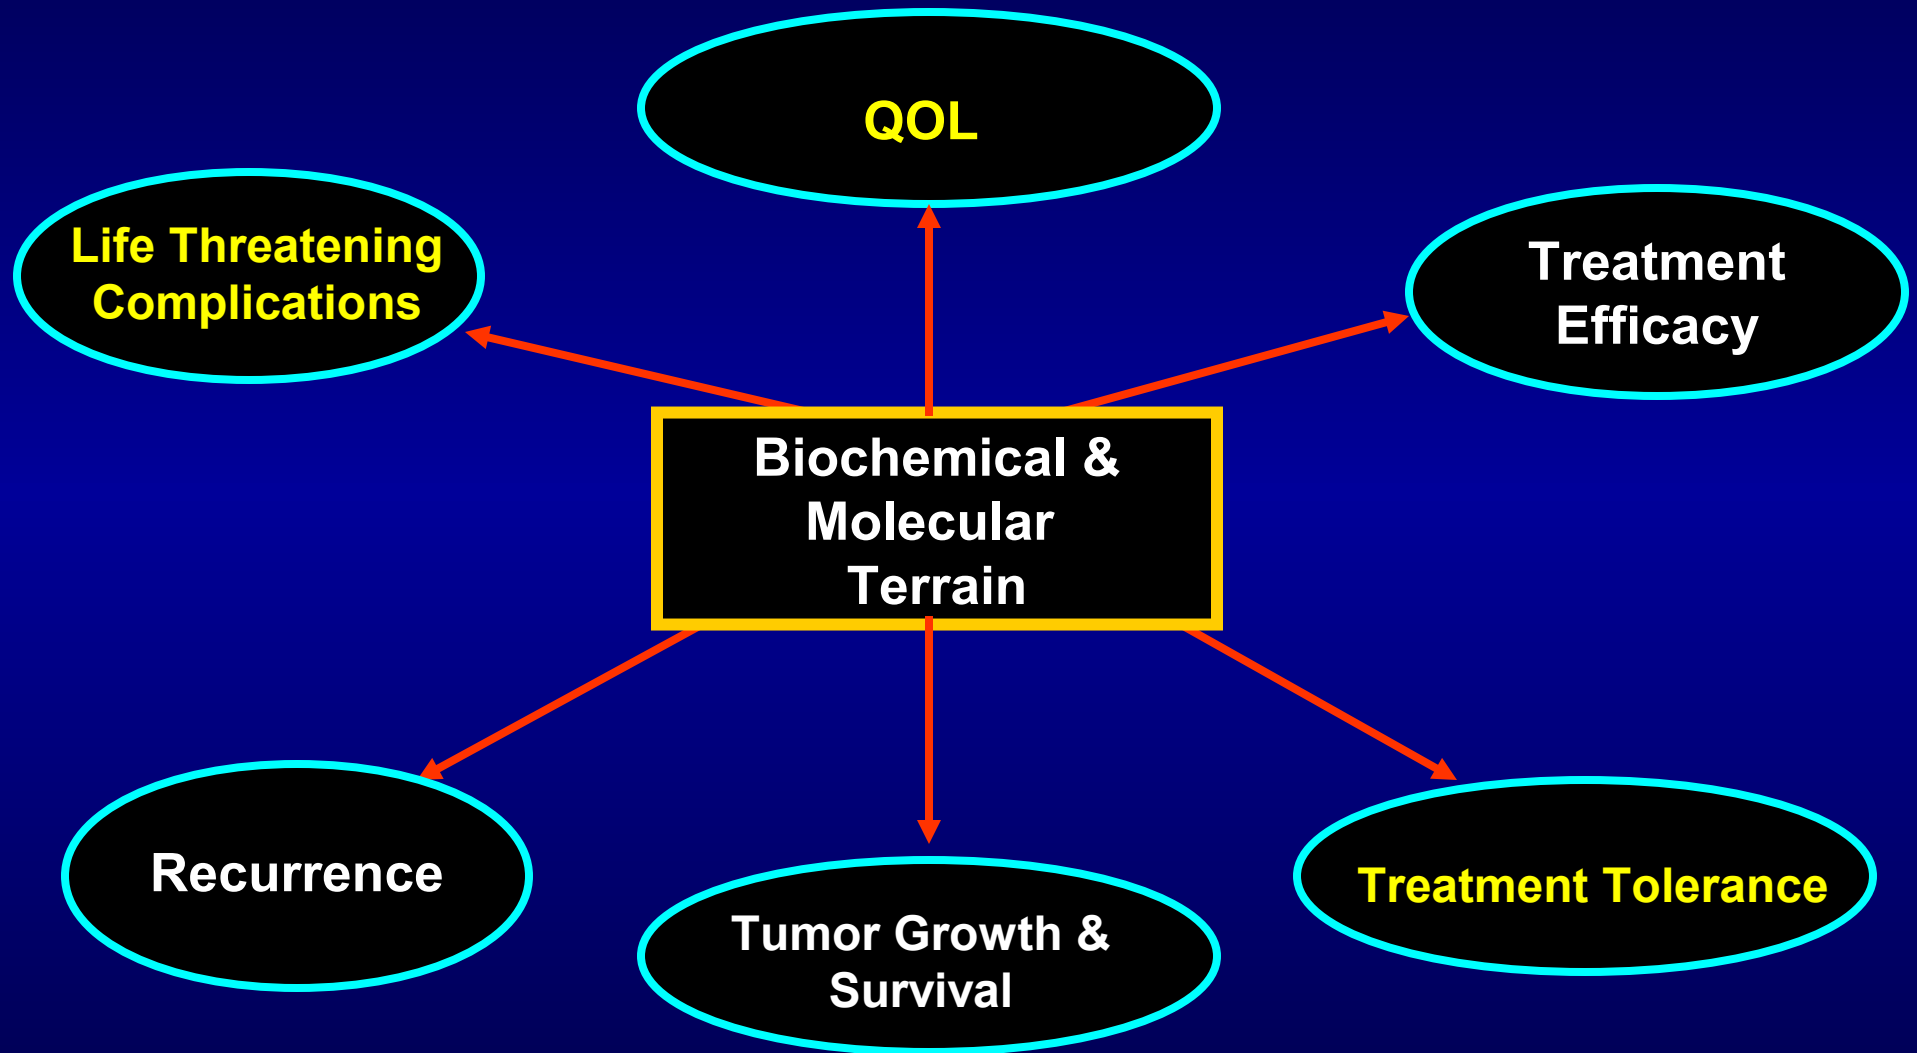 QOL
Life Threatening
Complications
Treatment
Efficacy
Biochemical &
Molecular
Terrain
Recurrence
Tumor Growth &
Survival
Treatment Tolerance